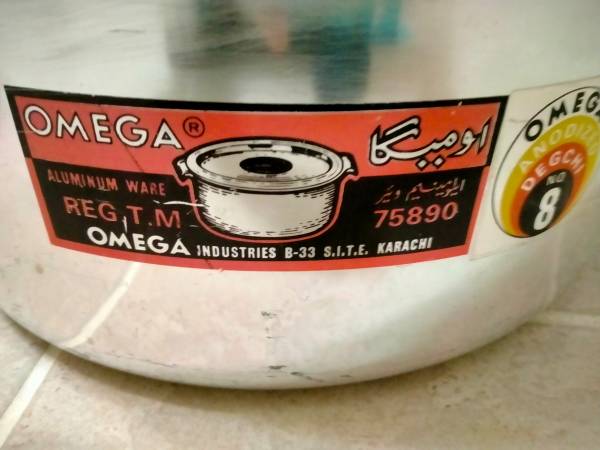 OMEGA®
اومیگا
ALUMINUM WARE
ایلومینیم ویر
REG.T.M
75890
OMEGA INDUSTRIES B-33 S.I.T.E. KARACHI
OMEGA
ANODIZED
DEGCHI
NO
8